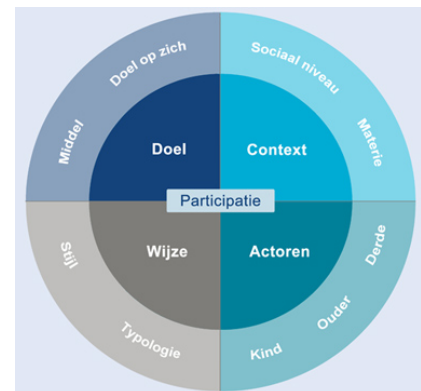 Doel op zich
Middel
Sociaal niveau
Materie
Doel
Context
Participatie
Wijze
Actoren
Stijl
Typologie
Derde
Ouder
Kind